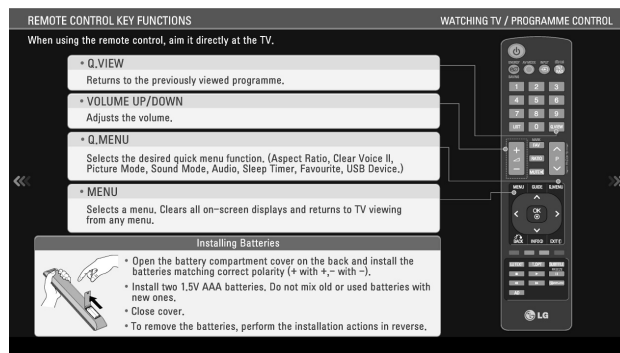 REMOTE CONTROL KEY FUNCTIONS
WATCHING TV / PROGRAMME CONTROL
When using the remote control, aim it directly at the TV.
• Q.VIEW
Returns to the previously viewed programme.
• VOLUME UP/DOWN
Adjusts the volume.
• Q.MENU
Selects the desired quick menu function. (Aspect Ratio, Clear Voice II,
Picture Mode, Sound Mode, Audio, Sleep Timer, Favourite, USB Device.)
• MENU
Selects a menu. Clears all on-screen displays and returns to TV viewing
from any menu.
Installing Batteries
• Open the battery compartment cover on the back and install the
batteries matching correct polarity (+ with +,- with -).
• Install two 1.5V AAA batteries. Do not mix old or used batteries with
new ones.
• Close cover.
• To remove the batteries, perform the installation actions in reverse.
1 2 3
4 5 6
7 8 9
LIST 0 Q.VIEW
+ FAV
P
-
MENU GUIDE Q.MENU
OK
BACK INFO EXIT
LG